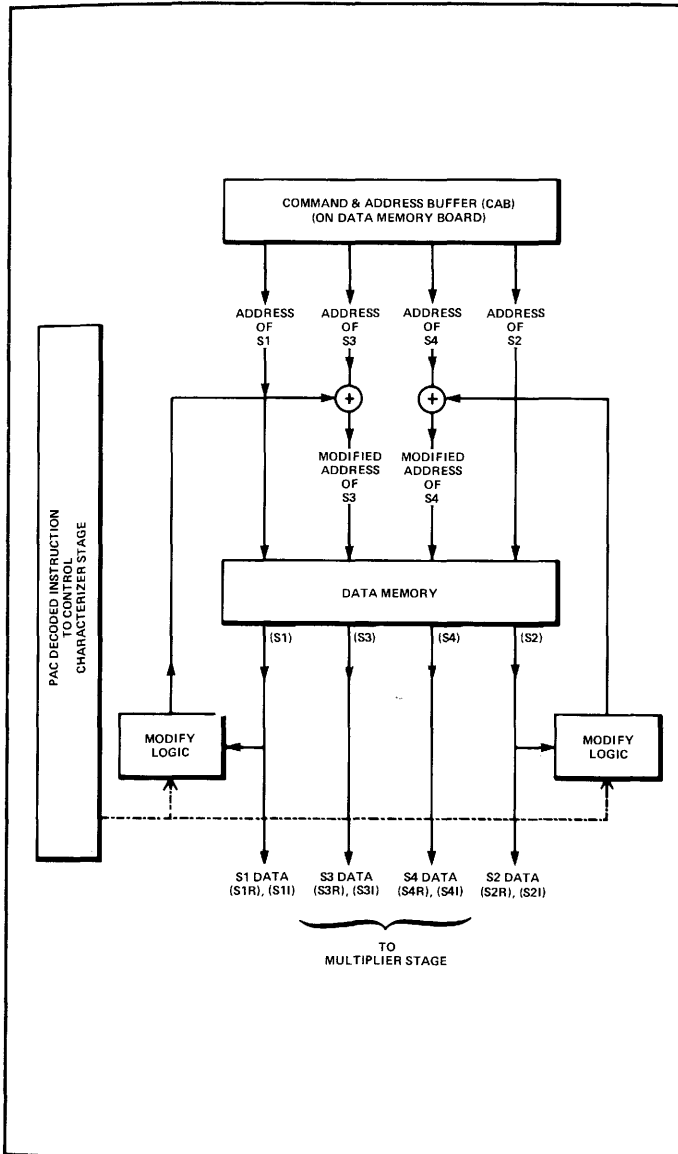 COMMAND & ADDRESS BUFFER (CAB)
(ON DATA MEMORY BOARD)
ADDRESS
OF
S1
ADDRESS
OF
S3
ADDRESS
OF
S4
ADDRESS
OF
S2
+
+
MODIFIED
ADDRESS
OF
S3
MODIFIED
ADDRESS
OF
S4
PAC DECODED INSTRUCTION
TO CONTROL
CHARACTERIZER STAGE
DATA MEMORY
(S1)
(S3)
(S4)
(S2)
MODIFY
LOGIC
MODIFY
LOGIC
S1 DATA
(S1R), (S1I)
S3 DATA
(S3R), (S3I)
S4 DATA
(S4R), (S4I)
S2 DATA
(S2R), (S2I)
TO
MULTIPLIER STAGE